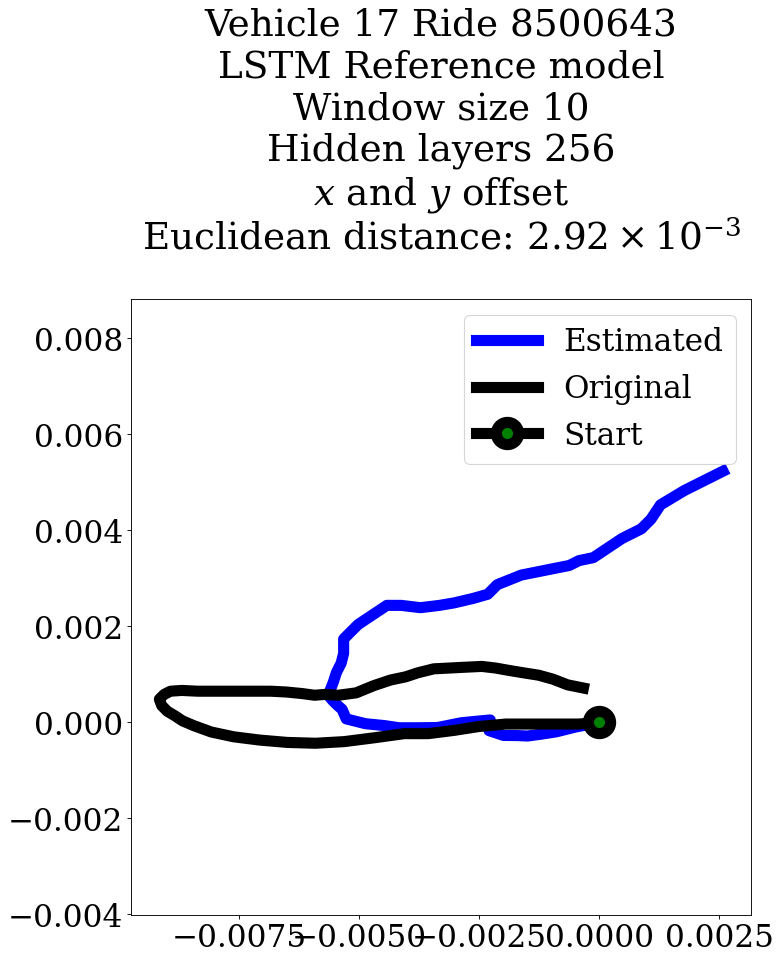 Vehicle 17 Ride 8500643
LSTM Reference model
Window size 10
Hidden layers 256
x and y offset
Euclidean distance: 2.92 × 10⁻³
Estimated
Original
Start
0.008
0.006
0.004
0.002
0.000
−0.002
−0.004
−0.0075 −0.0050 −0.0025 0.0000 0.0025